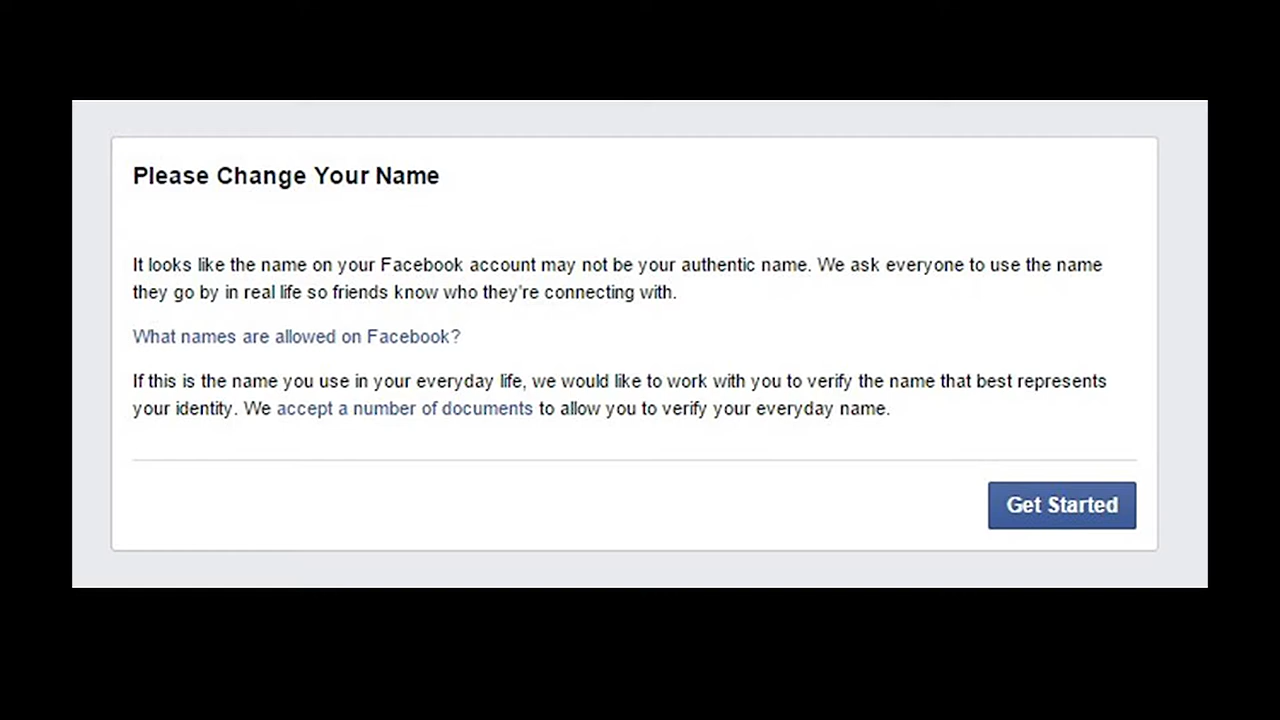 Please Change Your Name
It looks like the name on your Facebook account may not be your authentic name. We ask everyone to use the name
they go by in real life so friends know who they're connecting with.
What names are allowed on Facebook?
If this is the name you use in your everyday life, we would like to work with you to verify the name that best represents
your identity. We accept a number of documents to allow you to verify your everyday name.
Get Started